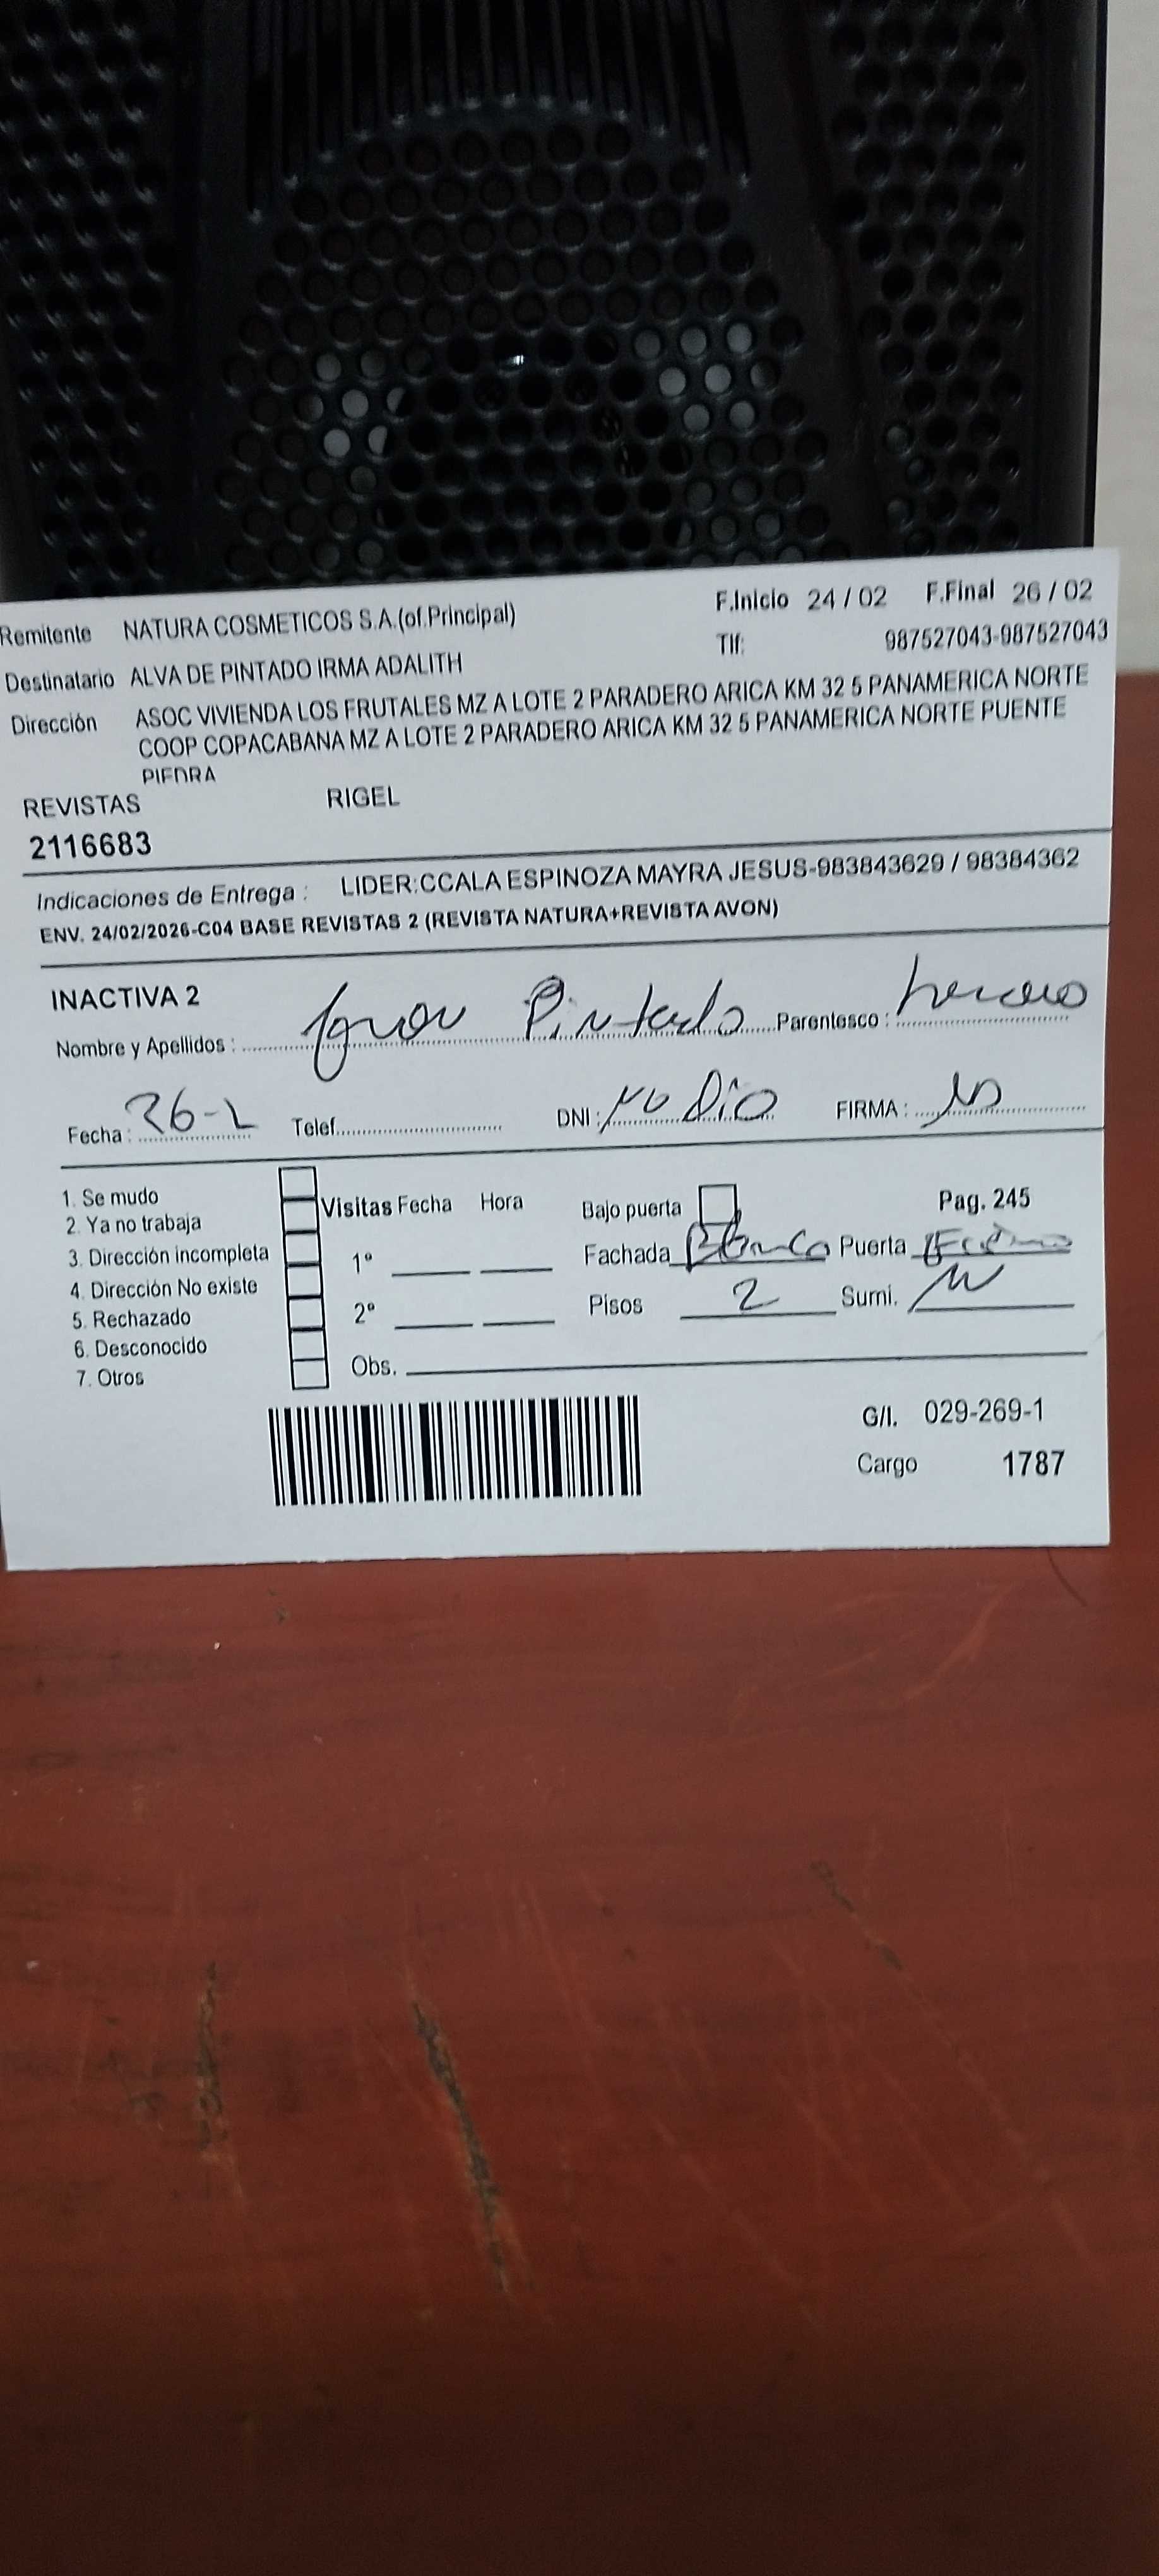 Remitente NATURA COSMETICOS S.A.(of.Principal) F.Inicio 24 / 02 F.Final 26 / 02
Tlf: 987527043-987527043
Destinatario ALVA DE PINTADO IRMA ADALITH
Dirección ASOC VIVIENDA LOS FRUTALES MZ A LOTE 2 PARADERO ARICA KM 32 5 PANAMERICA NORTE
COOP COPACABANA MZ A LOTE 2 PARADERO ARICA KM 32 5 PANAMERICA NORTE PUENTE
PIEDRA
REVISTAS RIGEL
2116683
Indicaciones de Entrega : LIDER:CCALA ESPINOZA MAYRA JESUS-983843629 / 98384362
ENV. 24/02/2026-C04 BASE REVISTAS 2 (REVISTA NATURA+REVISTA AVON)
INACTIVA 2
Nombre y Apellidos : Pintado Parentesco :
Fecha : 26-2 Telef. DNI : no dio FIRMA :
1. Se mudo
2. Ya no trabaja
3. Dirección incompleta
4. Dirección No existe
5. Rechazado
6. Desconocido
7. Otros
Visitas Fecha Hora
1º
2º
Obs.
Bajo puerta Pag. 245
Fachada Blanco Puerta
Pisos 2 Sumi.
G/I. 029-269-1
Cargo 1787